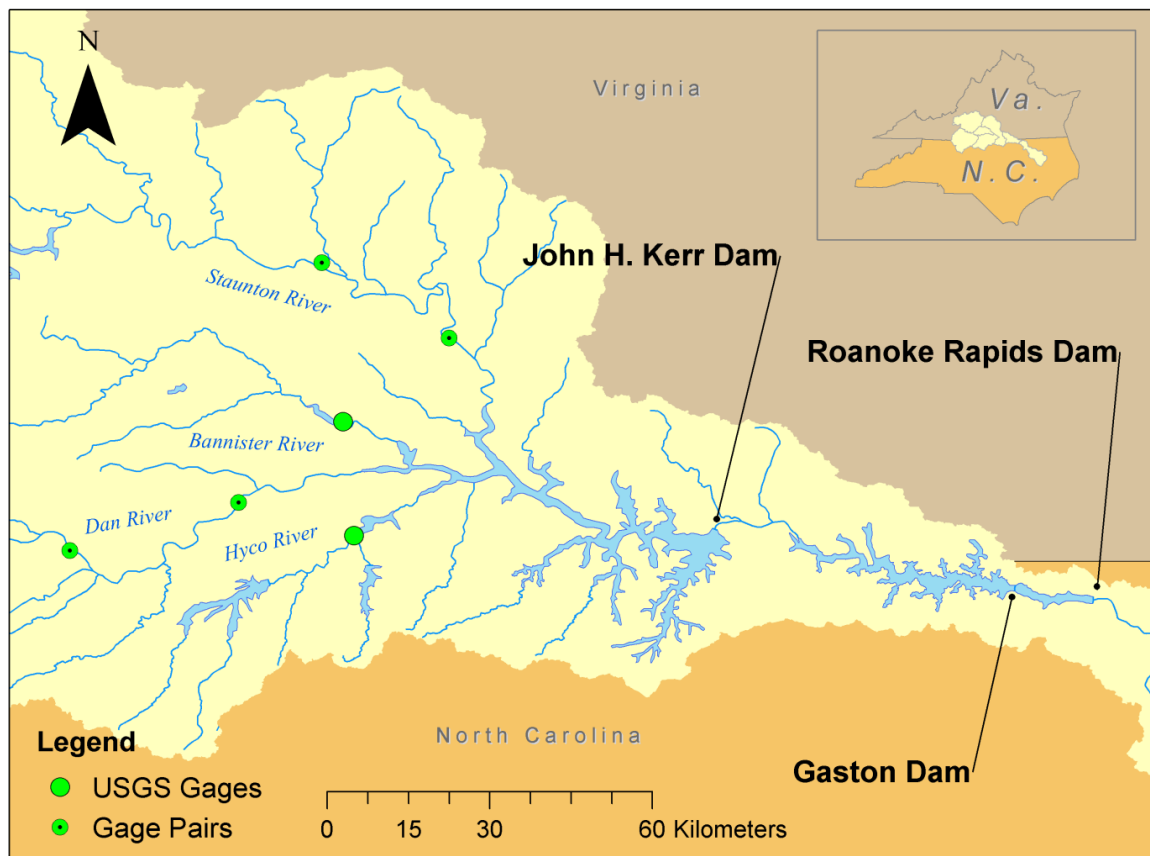 N
Virginia
Va.
N.C.
John H. Kerr Dam
Staunton River
Roanoke Rapids Dam
Bannister River
Dan River
Hyco River
North Carolina
Legend
USGS Gages
Gage Pairs
0 15 30 60 Kilometers
Gaston Dam